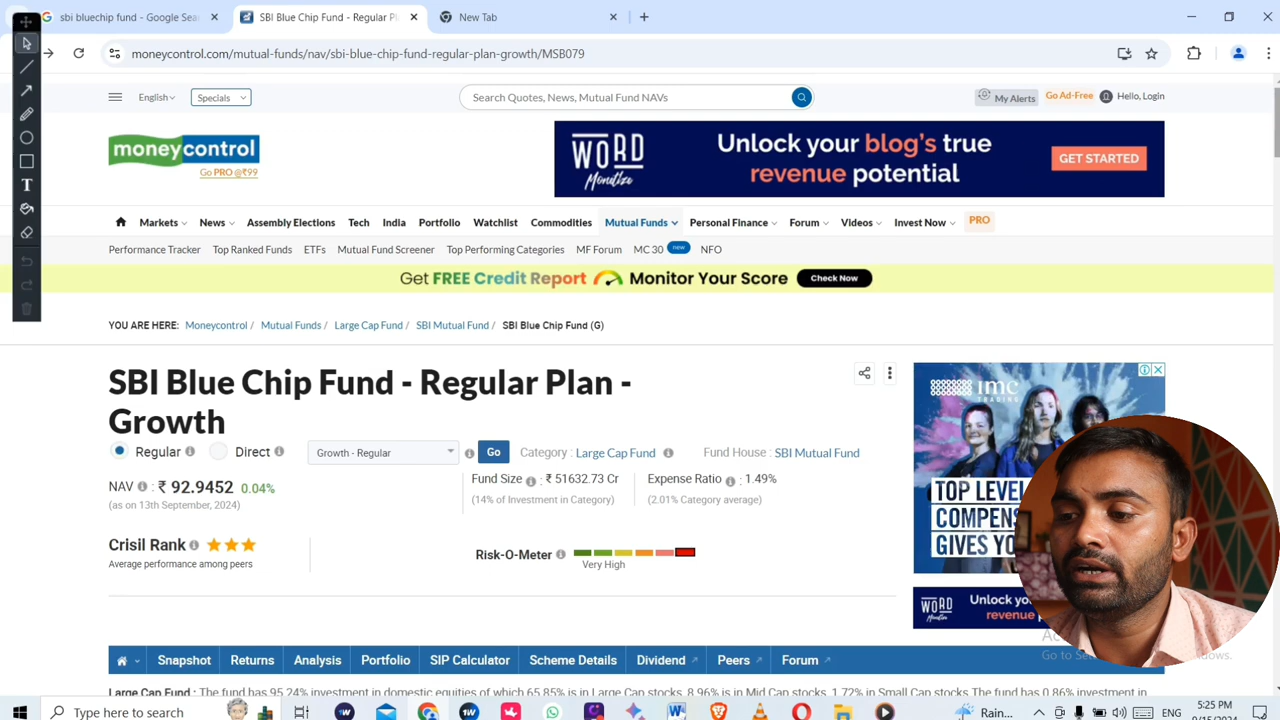 sbi bluechip fund - Google Sea
SBI Blue Chip Fund - Regular Pl
New Tab
moneycontrol.com/mutual-funds/nav/sbi-blue-chip-fund-regular-plan-growth/MSB079
English
Specials
Search Quotes, News, Mutual Fund NAVs
My Alerts
Go Ad-Free
Hello, Login
moneycontrol
Go PRO @₹99
WORD
Monetize
Unlock your blog's true
revenue potential
GET STARTED
Markets
News
Assembly Elections
Tech
India
Portfolio
Watchlist
Commodities
Mutual Funds
Personal Finance
Forum
Videos
Invest Now
PRO
Performance Tracker
Top Ranked Funds
ETFs
Mutual Fund Screener
Top Performing Categories
MF Forum
MC 30
new
NFO
Get FREE Credit Report
Monitor Your Score
Check Now
YOU ARE HERE: Moneycontrol / Mutual Funds / Large Cap Fund / SBI Mutual Fund / SBI Blue Chip Fund (G)
SBI Blue Chip Fund - Regular Plan -
Growth
Regular
Direct
Growth - Regular
Go
Category : Large Cap Fund
Fund House : SBI Mutual Fund
NAV : ₹ 92.9452 0.04%
(as on 13th September, 2024)
Fund Size : ₹ 51632.73 Cr
(14% of Investment in Category)
Expense Ratio : 1.49%
(2.01% Category average)
Crisil Rank
Average performance among peers
Risk-O-Meter
Very High
imc
TRADING
TOP LEVEL
COMPENS
GIVES YO
WORD
Unlock you
revenue
Snapshot
Returns
Analysis
Portfolio
SIP Calculator
Scheme Details
Dividend
Peers
Forum
Large Cap Fund : The fund has 95.24% investment in domestic equities of which 65.85% is in Large Cap stocks, 8.96% is in Mid Cap stocks, 1.72% in Small Cap stocks.The fund has 0.86% investment in
Type here to search
Rain...
ENG
5:25 PM
9/15/2024